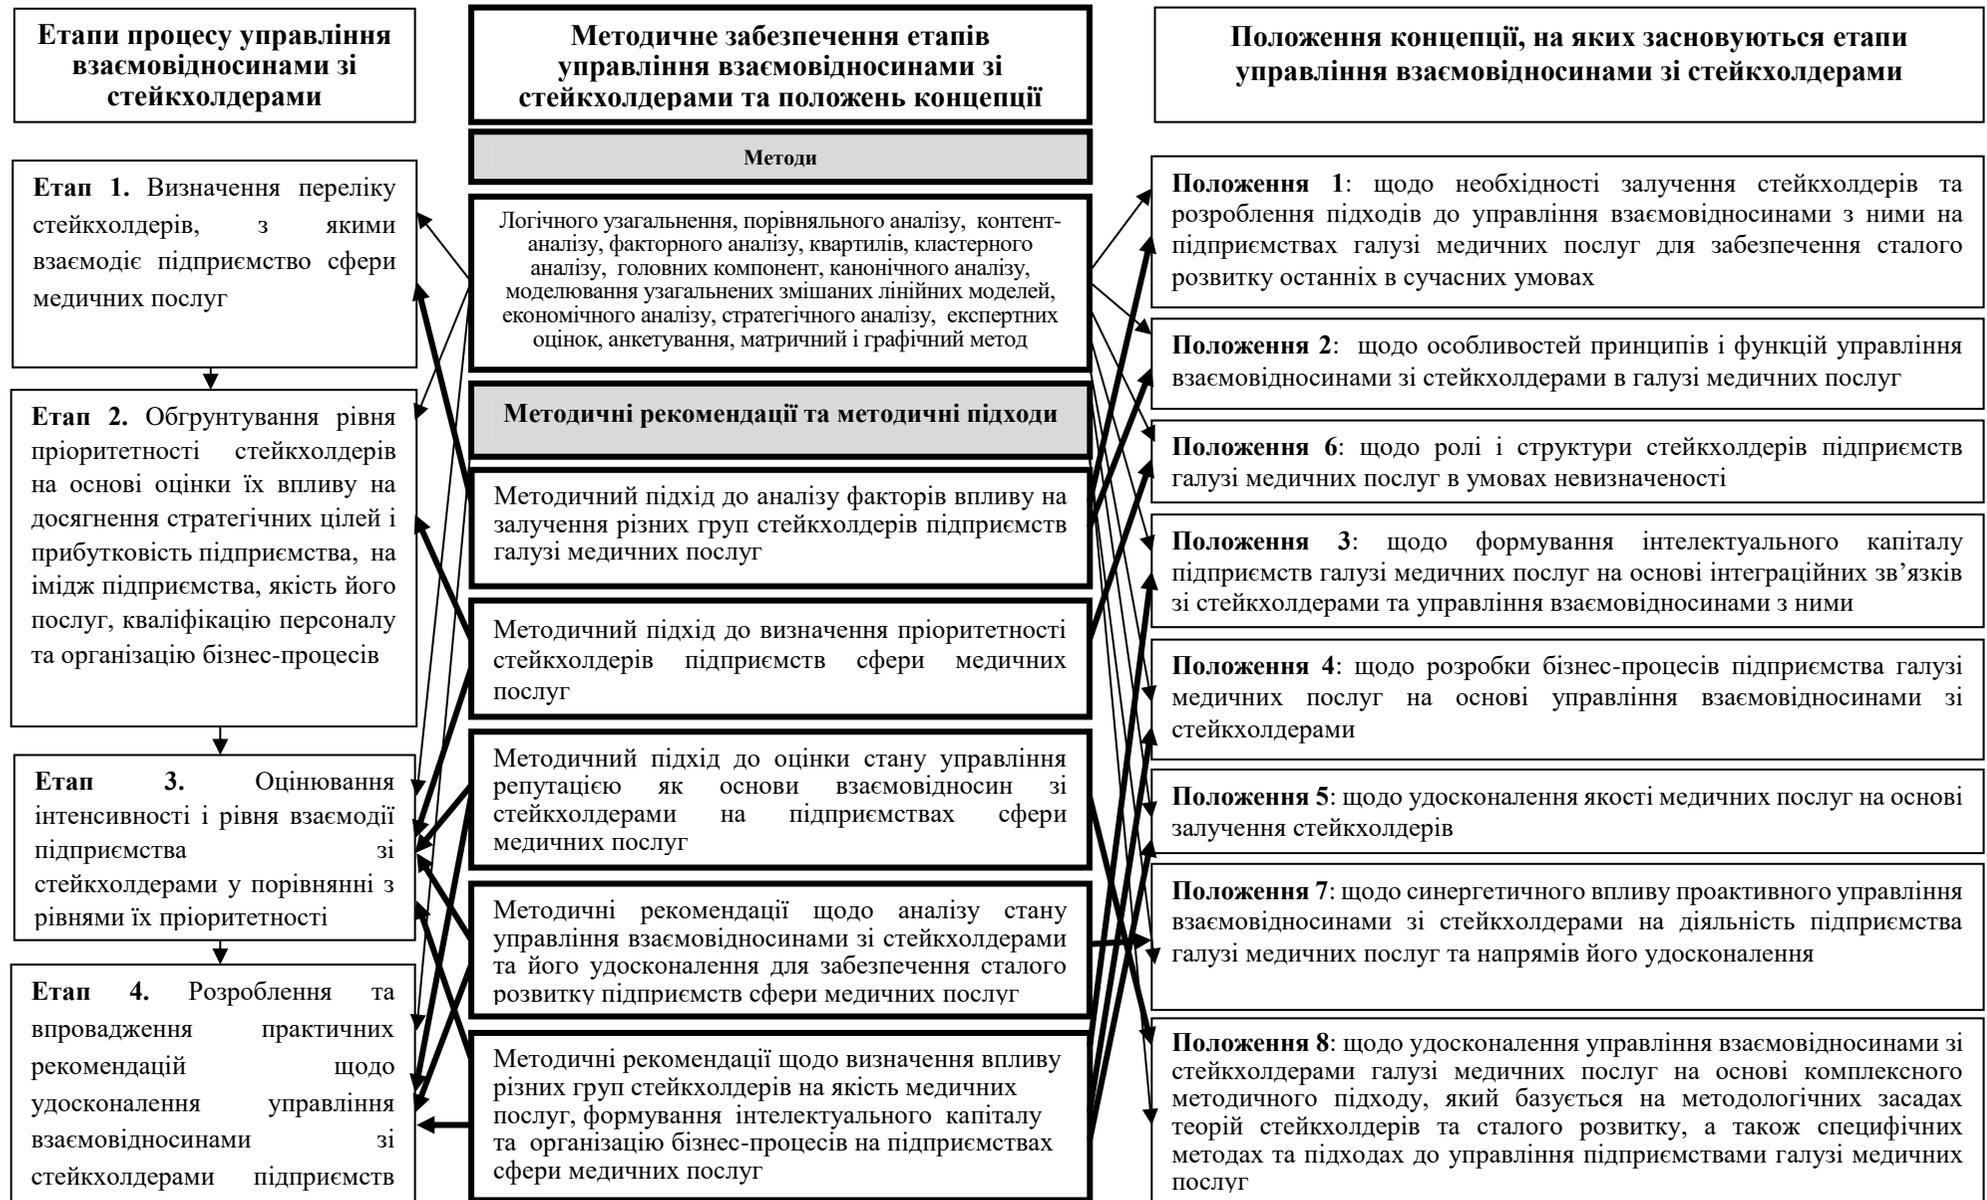 Етапи процесу управління
взаємовідносинами зі
стейкхолдерами
Етап 1. Визначення переліку
стейкхолдерів, з якими
взаємодіє підприємство сфери
медичних послуг
Етап 2. Обгрунтування рівня
пріоритетності стейкхолдерів
на основі оцінки їх впливу на
досягнення стратегічних цілей і
прибутковість підприємства, на
імідж підприємства, якість його
послуг, кваліфікацію персоналу
та організацію бізнес-процесів
Етап 3. Оцінювання
інтенсивності і рівня взаємодії
підприємства зі
стейкхолдерами у порівнянні з
рівнями їх пріоритетності
Етап 4. Розроблення та
впровадження практичних
рекомендацій щодо
удосконалення управління
взаємовідносинами зі
стейкхолдерами підприємств
Методичне забезпечення етапів
управління взаємовідносинами зі
стейкхолдерами та положень концепції
Методи
Логічного узагальнення, порівняльного аналізу, контент-
аналізу, факторного аналізу, квартилів, кластерного
аналізу, головних компонент, канонічного аналізу,
моделювання узагальнених змішаних лінійних моделей,
економічного аналізу, стратегічного аналізу, експертних
оцінок, анкетування, матричний і графічний метод
Методичні рекомендації та методичні підходи
Методичний підхід до аналізу факторів впливу на
залучення різних груп стейкхолдерів підприємств
галузі медичних послуг
Методичний підхід до визначення пріоритетності
стейкхолдерів підприємств сфери медичних
послуг
Методичний підхід до оцінки стану управління
репутацією як основи взаємовідносин зі
стейкхолдерами на підприємствах сфери
медичних послуг
Методичні рекомендації щодо аналізу стану
управління взаємовідносинами зі стейкхолдерами
та його удосконалення для забезпечення сталого
розвитку підприємств сфери медичних послуг
Методичні рекомендації щодо визначення впливу
різних груп стейкхолдерів на якість медичних
послуг, формування інтелектуального капіталу
та організацію бізнес-процесів на підприємствах
сфери медичних послуг
Положення концепції, на яких засновуються етапи
управління взаємовідносинами зі стейкхолдерами
Положення 1: щодо необхідності залучення стейкхолдерів та
розроблення підходів до управління взаємовідносинами з ними на
підприємствах галузі медичних послуг для забезпечення сталого
розвитку останніх в сучасних умовах
Положення 2: щодо особливостей принципів і функцій управління
взаємовідносинами зі стейкхолдерами в галузі медичних послуг
Положення 6: щодо ролі і структури стейкхолдерів підприємств
галузі медичних послуг в умовах невизначеності
Положення 3: щодо формування інтелектуального капіталу
підприємств галузі медичних послуг на основі інтеграційних зв’язків
зі стейкхолдерами та управління взаємовідносинами з ними
Положення 4: щодо розробки бізнес-процесів підприємства галузі
медичних послуг на основі управління взаємовідносинами зі
стейкхолдерами
Положення 5: щодо удосконалення якості медичних послуг на основі
залучення стейкхолдерів
Положення 7: щодо синергетичного впливу проактивного управління
взаємовідносинами зі стейкхолдерами на діяльність підприємства
галузі медичних послуг та напрямів його удосконалення
Положення 8: щодо удосконалення управління взаємовідносинами зі
стейкхолдерами галузі медичних послуг на основі комплексного
методичного підходу, який базується на методологічних засадах
теорій стейкхолдерів та сталого розвитку, а також специфічних
методах та підходах до управління підприємствами галузі медичних
послуг